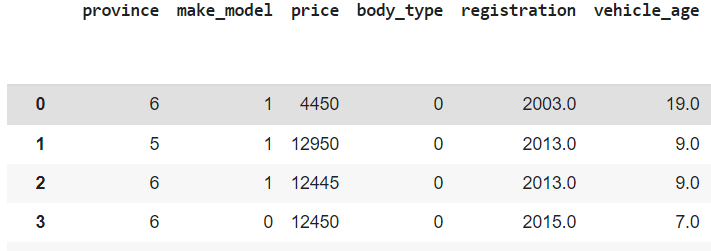 province make_model price body_type registration vehicle_age
0 6 1 4450 0 2003.0 19.0
1 5 1 12950 0 2013.0 9.0
2 6 1 12445 0 2013.0 9.0
3 6 0 12450 0 2015.0 7.0